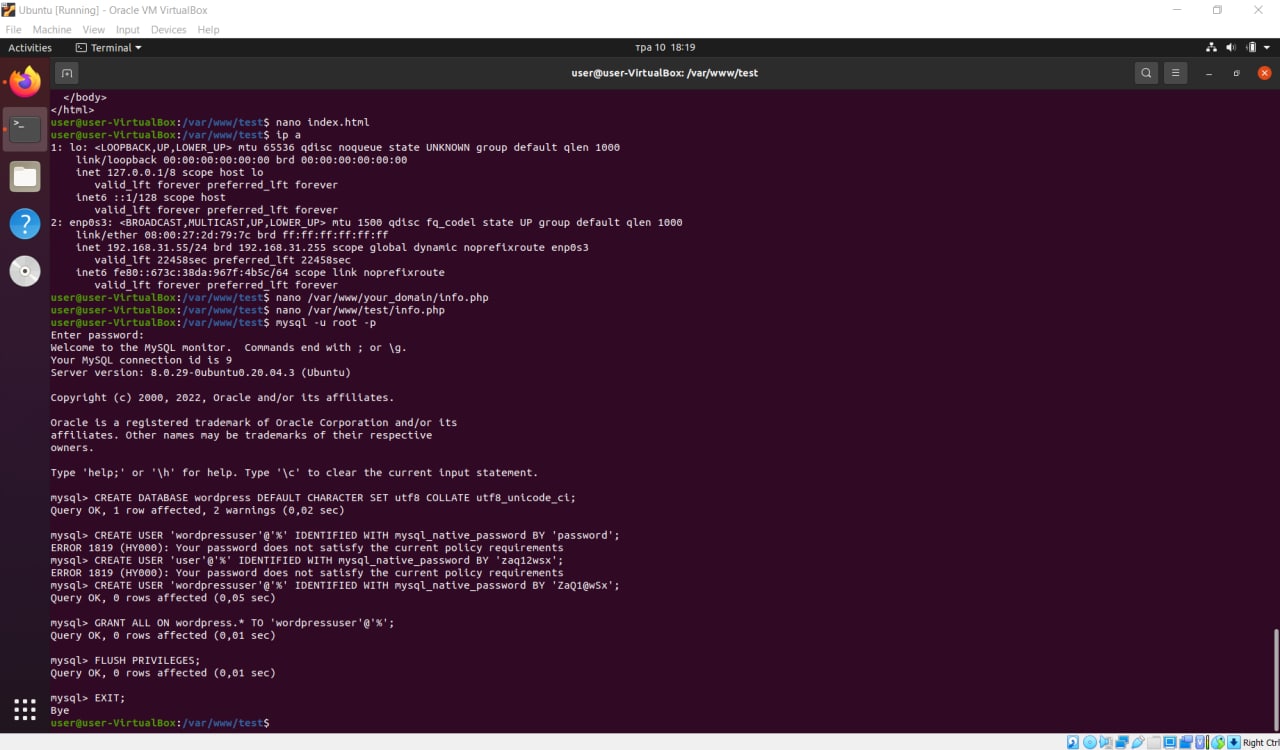 Ubuntu [Running] - Oracle VM VirtualBox
File Machine View Input Devices Help
Activities Terminal тра 10 18:19
user@user-VirtualBox: /var/www/test
  </body>
</html>
user@user-VirtualBox:/var/www/test$ nano index.html
user@user-VirtualBox:/var/www/test$ ip a
1: lo: <LOOPBACK,UP,LOWER_UP> mtu 65536 qdisc noqueue state UNKNOWN group default qlen 1000
    link/loopback 00:00:00:00:00:00 brd 00:00:00:00:00:00
    inet 127.0.0.1/8 scope host lo
       valid_lft forever preferred_lft forever
    inet6 ::1/128 scope host
       valid_lft forever preferred_lft forever
2: enp0s3: <BROADCAST,MULTICAST,UP,LOWER_UP> mtu 1500 qdisc fq_codel state UP group default qlen 1000
    link/ether 08:00:27:2d:79:7c brd ff:ff:ff:ff:ff:ff
    inet 192.168.31.55/24 brd 192.168.31.255 scope global dynamic noprefixroute enp0s3
       valid_lft 22458sec preferred_lft 22458sec
    inet6 fe80::673c:38da:967f:4b5c/64 scope link noprefixroute
       valid_lft forever preferred_lft forever
user@user-VirtualBox:/var/www/test$ nano /var/www/your_domain/info.php
user@user-VirtualBox:/var/www/test$ nano /var/www/test/info.php
user@user-VirtualBox:/var/www/test$ mysql -u root -p
Enter password:
Welcome to the MySQL monitor.  Commands end with ; or \g.
Your MySQL connection id is 9
Server version: 8.0.29-0ubuntu0.20.04.3 (Ubuntu)
Copyright (c) 2000, 2022, Oracle and/or its affiliates.
Oracle is a registered trademark of Oracle Corporation and/or its
affiliates. Other names may be trademarks of their respective
owners.
Type 'help;' or '\h' for help. Type '\c' to clear the current input statement.
mysql> CREATE DATABASE wordpress DEFAULT CHARACTER SET utf8 COLLATE utf8_unicode_ci;
Query OK, 1 row affected, 2 warnings (0,02 sec)
mysql> CREATE USER 'wordpressuser'@'%' IDENTIFIED WITH mysql_native_password BY 'password';
ERROR 1819 (HY000): Your password does not satisfy the current policy requirements
mysql> CREATE USER 'user'@'%' IDENTIFIED WITH mysql_native_password BY 'zaq12wsx';
ERROR 1819 (HY000): Your password does not satisfy the current policy requirements
mysql> CREATE USER 'wordpressuser'@'%' IDENTIFIED WITH mysql_native_password BY 'ZaQ1@wSx';
Query OK, 0 rows affected (0,05 sec)
mysql> GRANT ALL ON wordpress.* TO 'wordpressuser'@'%';
Query OK, 0 rows affected (0,01 sec)
mysql> FLUSH PRIVILEGES;
Query OK, 0 rows affected (0,01 sec)
mysql> EXIT;
Bye
user@user-VirtualBox:/var/www/test$
Right Ctrl